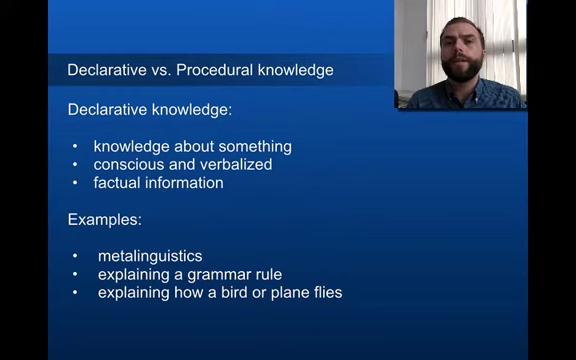 Declarative vs. Procedural knowledge
Declarative knowledge:
• knowledge about something
• conscious and verbalized
• factual information
Examples:
• metalinguistics
• explaining a grammar rule
• explaining how a bird or plane flies